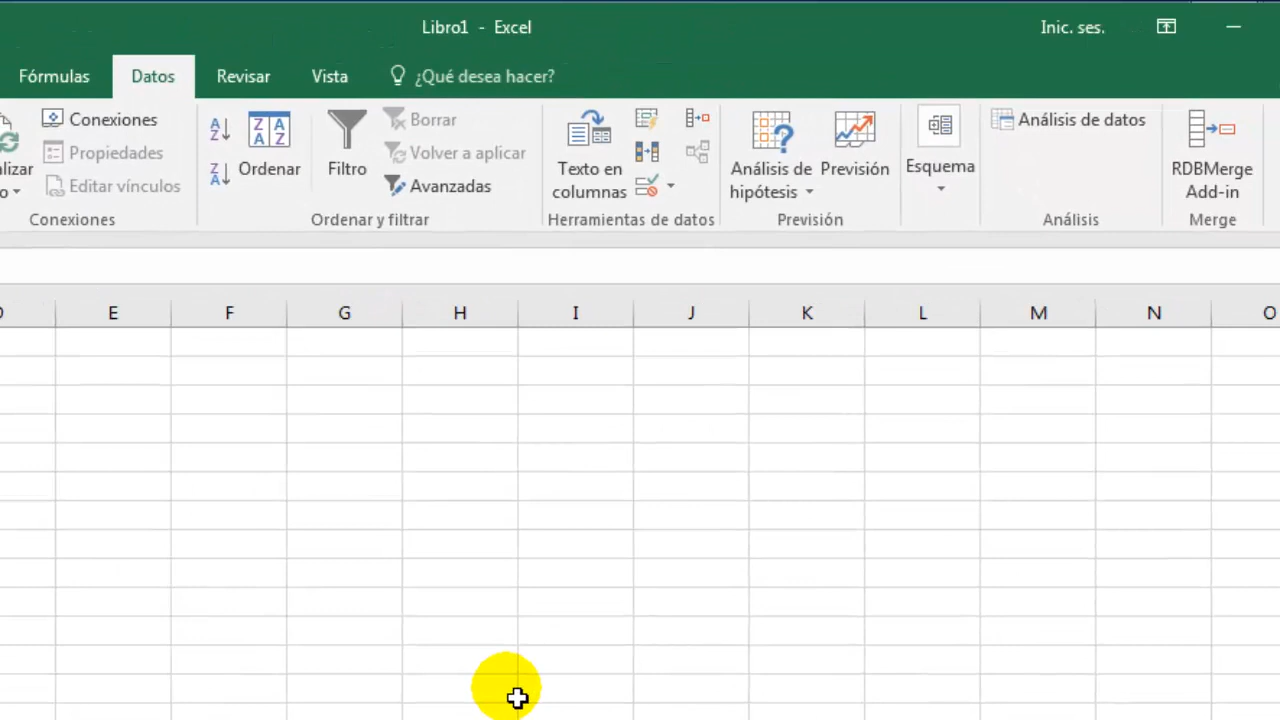 Libro1 - Excel
Inic. ses.
Fórmulas Datos Revisar Vista ¿Qué desea hacer?
Conexiones
Propiedades
Editar vínculos
Conexiones
Ordenar
Filtro
Borrar
Volver a aplicar
Avanzadas
Ordenar y filtrar
Texto en
columnas
Herramientas de datos
Análisis de
hipótesis
Previsión
Previsión
Esquema
Análisis de datos
Análisis
RDBMerge
Add-in
Merge
E F G H I J K L M N O